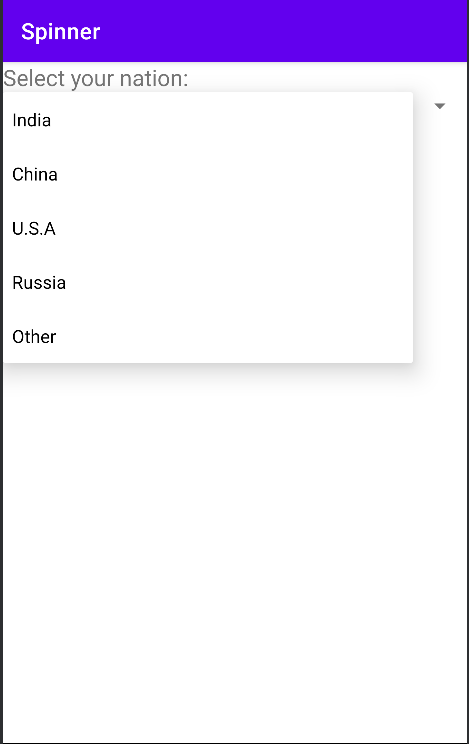 Spinner
Select your nation:
India
China
U.S.A
Russia
Other